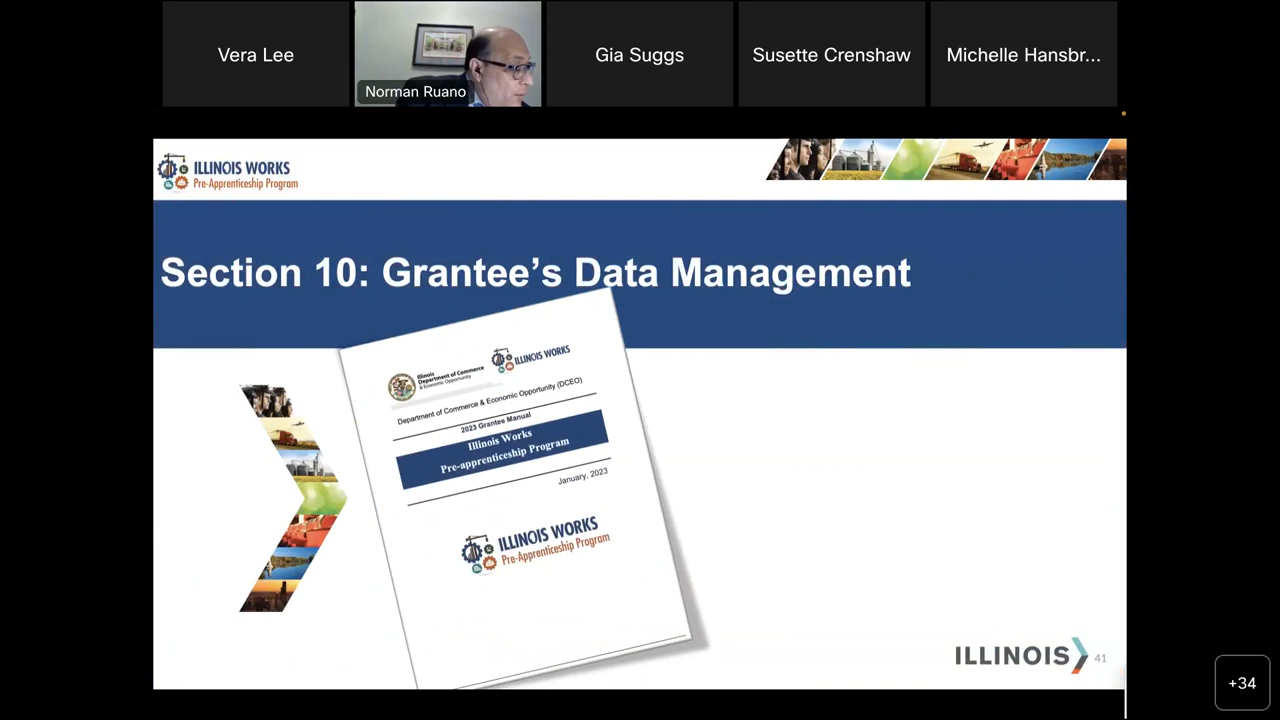 Vera Lee
Norman Ruano
Gia Suggs
Susette Crenshaw
Michelle Hansbr...
ILLINOIS WORKS
Pre-Apprenticeship Program
Section 10: Grantee’s Data Management
Illinois
Department of Commerce
& Economic Opportunity
ILLINOIS WORKS
Department of Commerce & Economic Opportunity (DCEO)
2023 Grantee Manual
Illinois Works
Pre-apprenticeship Program
January, 2023
ILLINOIS WORKS
Pre-Apprenticeship Program
ILLINOIS
41
+34